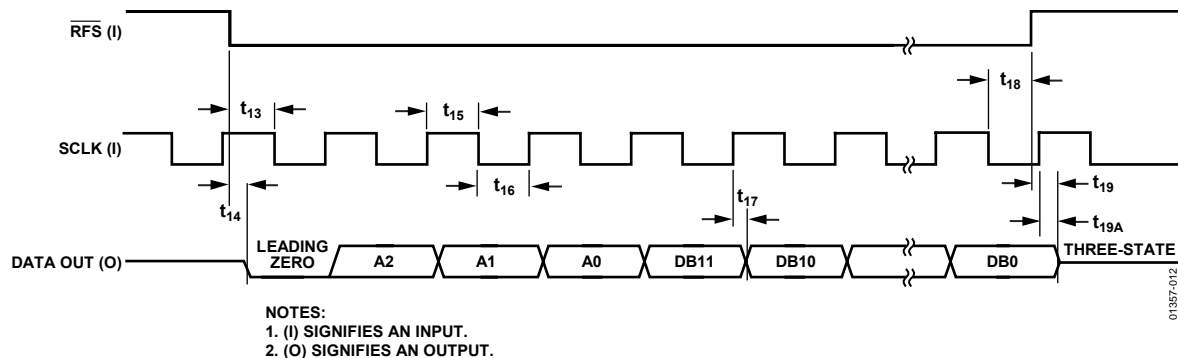 RFS (I)
t18
t13
t15
SCLK (I)
t16
t17
t19
t14
t19A
DATA OUT (O)
LEADING
ZERO
A2
A1
A0
DB11
DB10
DB0
THREE-STATE
NOTES:
1. (I) SIGNIFIES AN INPUT.
2. (O) SIGNIFIES AN OUTPUT.
01357-012